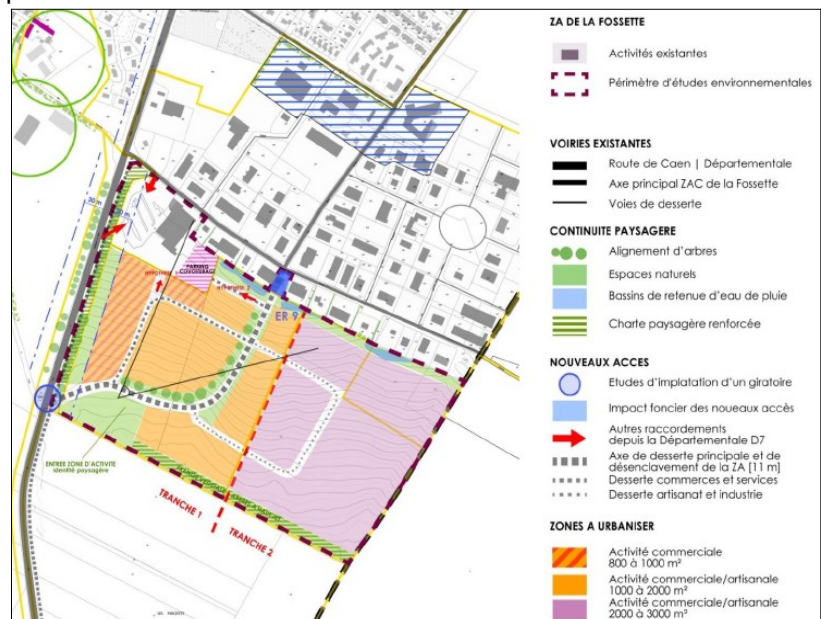 ZA DE LA FOSSETTE
Activités existantes
Périmètre d'études environnementales
VOIRIES EXISTANTES
Route de Caen | Départementale
Axe principal ZAC de la Fossette
Voies de desserte
CONTINUITE PAYSAGERE
Alignement d'arbres
Espaces naturels
Bassins de retenue d'eau de pluie
Charte paysagère renforcée
NOUVEAUX ACCES
Etudes d'implatation d'un giratoire
Impact foncier des noueaux accès
Autres raccordements
depuis la Départementale D7
Axe de desserte principale et de
désenclavement de la ZA [11 m]
Desserte commerces et services
Desserte artisanat et industrie
ZONES A URBANISER
Activité commerciale
800 à 1000 m²
Activité commerciale/artisanale
1000 à 2000 m²
Activité commerciale/artisanale
2000 à 3000 m²
30 m
PARKING
COVOITURAGE
ER 9
ENTREE ZONE D'ACTIVITE
identité paysagère
TRANCHE 1
TRANCHE 2